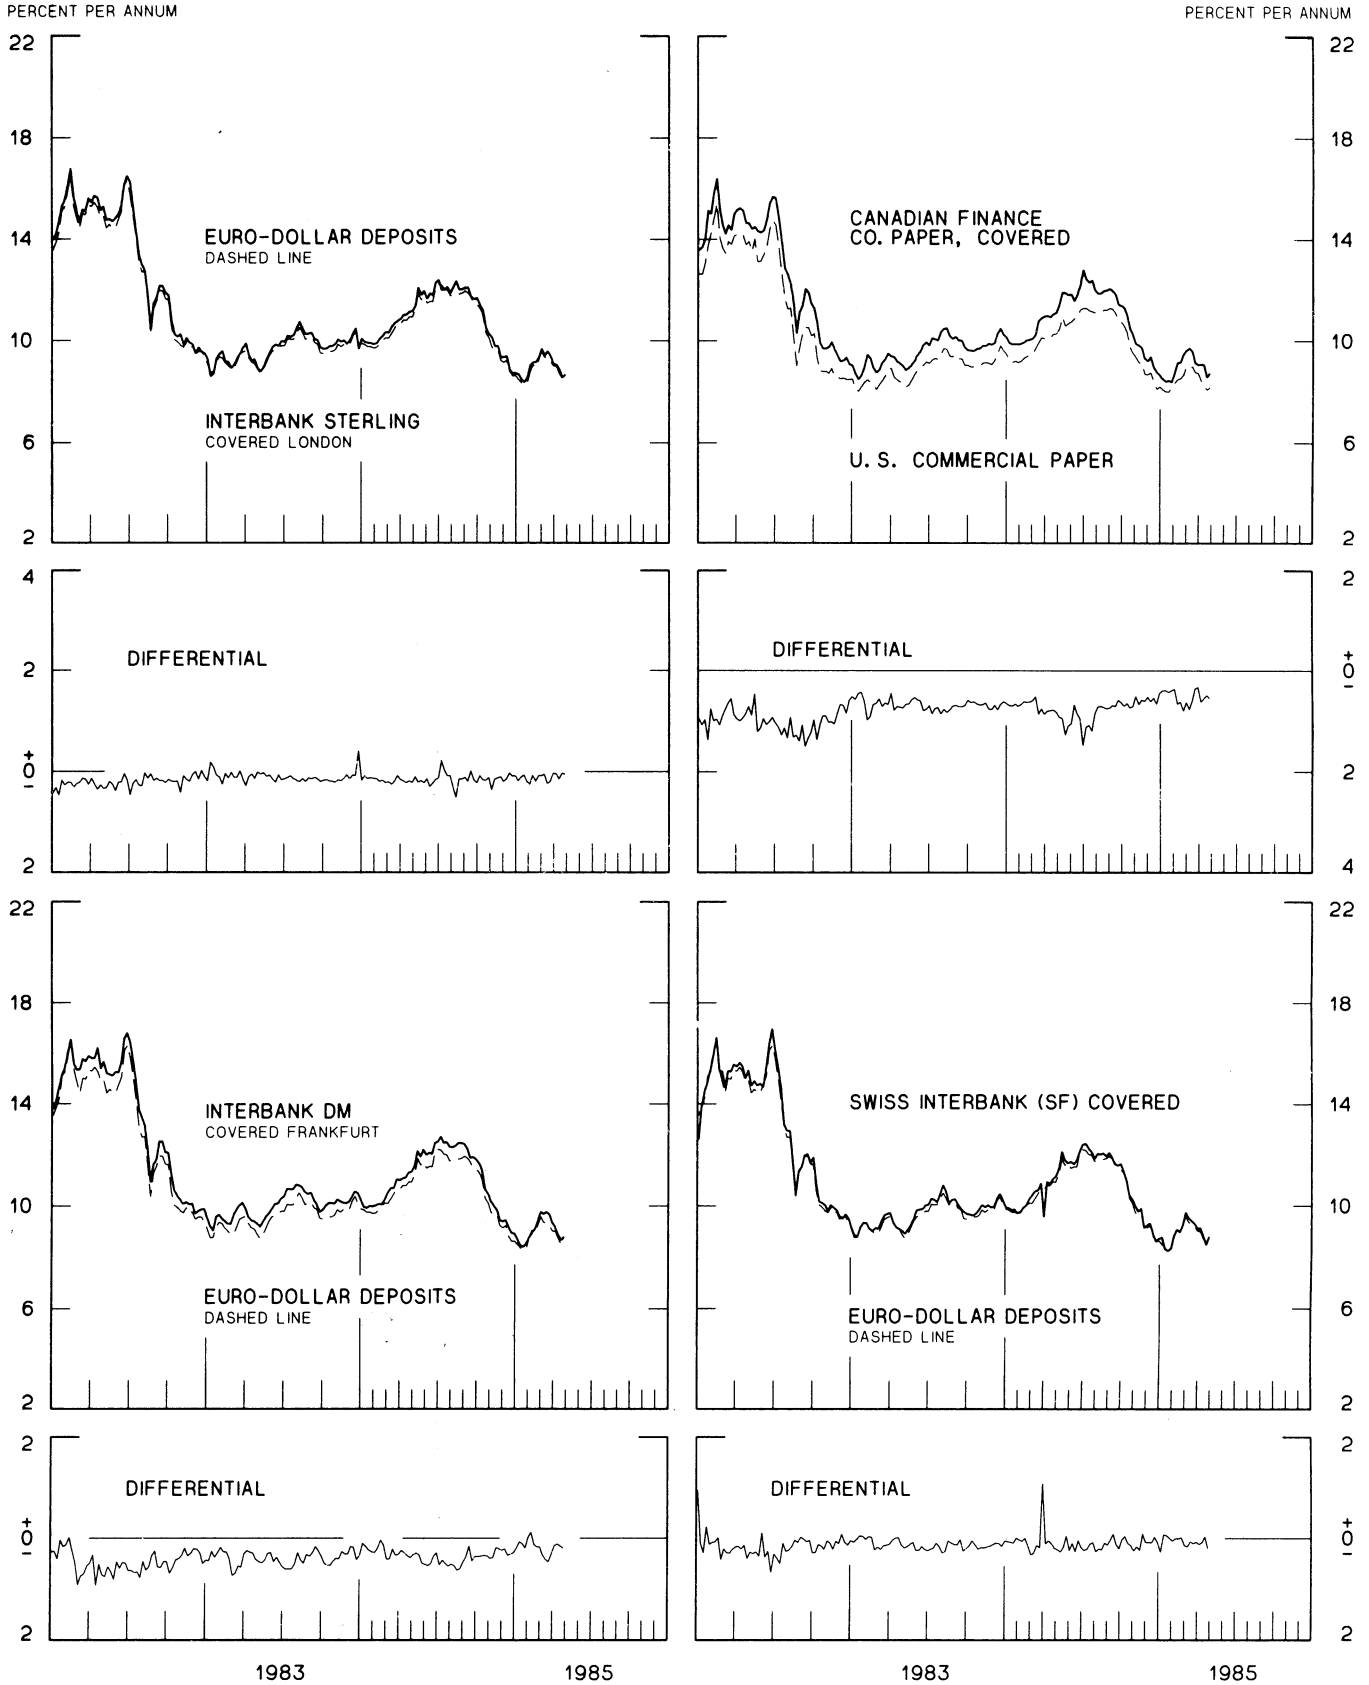 PERCENT PER ANNUM
PERCENT PER ANNUM
22
18
14
10
6
2
EURO-DOLLAR DEPOSITS
DASHED LINE
INTERBANK STERLING
COVERED LONDON
22
18
14
10
6
2
CANADIAN FINANCE
CO. PAPER, COVERED
U. S. COMMERCIAL PAPER
4
2
+
0
−
2
DIFFERENTIAL
2
+
0
−
2
4
DIFFERENTIAL
22
18
14
10
6
2
INTERBANK DM
COVERED FRANKFURT
EURO-DOLLAR DEPOSITS
DASHED LINE
22
18
14
10
6
2
SWISS INTERBANK (SF) COVERED
EURO-DOLLAR DEPOSITS
DASHED LINE
2
+
0
−
2
DIFFERENTIAL
2
+
0
−
2
DIFFERENTIAL
1983
1985
1983
1985